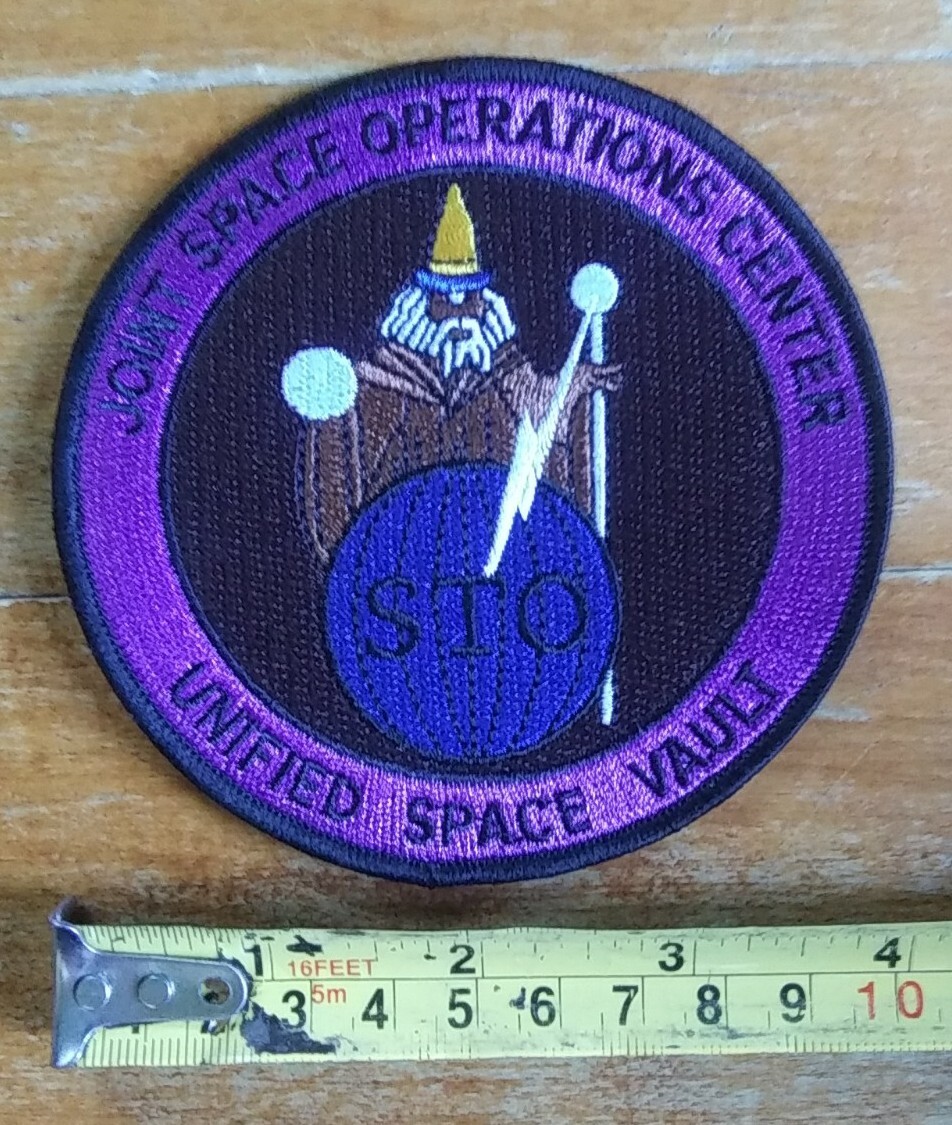 JOINT SPACE OPERATIONS CENTER
STO
UNIFIED SPACE VAULT
1 2 3 4
16FEET
5m
3 4 5 6 7 8 9 10